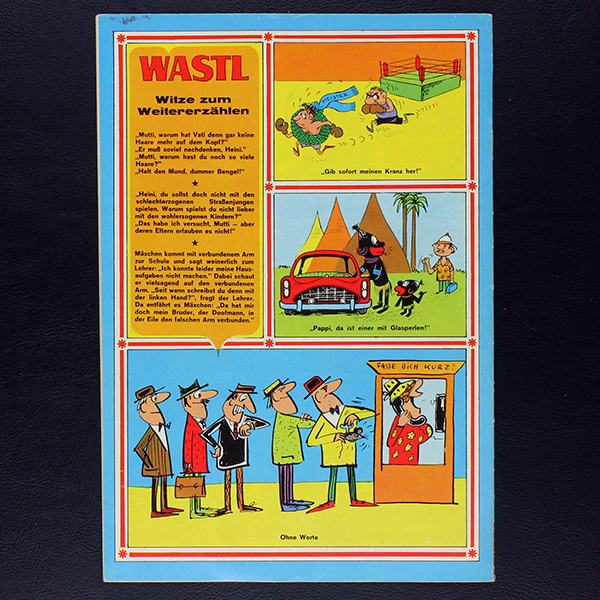 WASTL
Witze zum
Weitererzählen
„Mutti, warum hat Vati denn gar keine
Haare mehr auf dem Kopf?"
„Er muß soviel nachdenken, Heini."
„Mutti, warum hast du noch so viele
Haare?"
„Halt den Mund, dummer Bengel!"
„Heini, du sollst doch nicht mit den
schlechterzogenen Straßenjungen
spielen. Warum spielst du nicht lieber
mit den wohlerzogenen Kindern?"
„Das habe ich versucht, Mutti — aber
deren Eltern erlauben es nicht!"
Mäxchen kommt mit verbundenem Arm
zur Schule und sagt weinerlich zum
Lehrer: „Ich konnte leider meine Haus-
aufgaben nicht machen." Dabei schaut
er vielsagend auf den verbundenen
Arm. „Seit wann schreibst du denn mit
der linken Hand?", fragt der Lehrer.
Da entfährt es Mäxchen: „Da hat mir
doch mein Bruder, der Doofmann, in
der Eile den falschen Arm verbunden."
MEISTER
„Gib sofort meinen Kranz her!"
„Pappi, da ist einer mit Glasperlen!"
FASSE DICH KURZ!
Ohne Worte